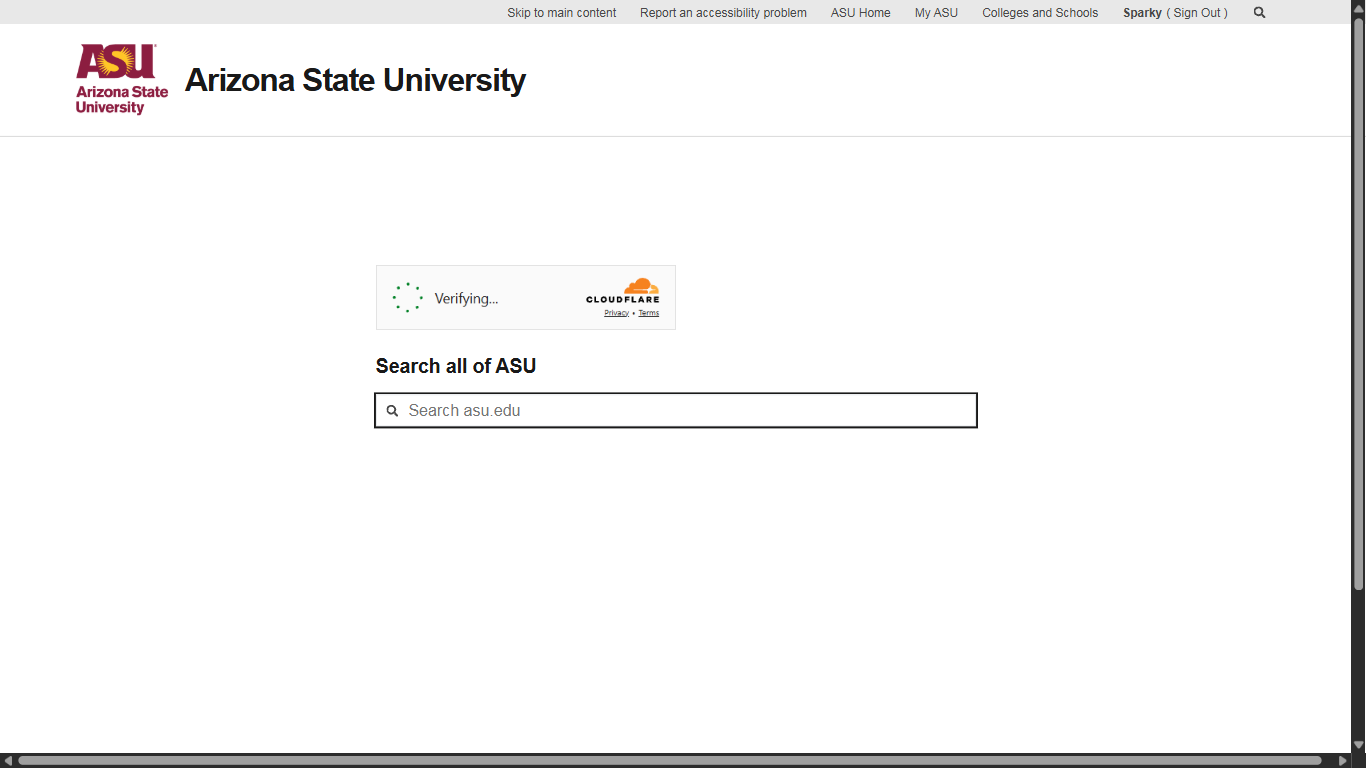 Skip to main content Report an accessibility problem ASU Home My ASU Colleges and Schools Sparky ( Sign Out )
ASU
Arizona State
University
Arizona State University
Verifying...
CLOUDFLARE
Privacy • Terms
Search all of ASU
Search asu.edu